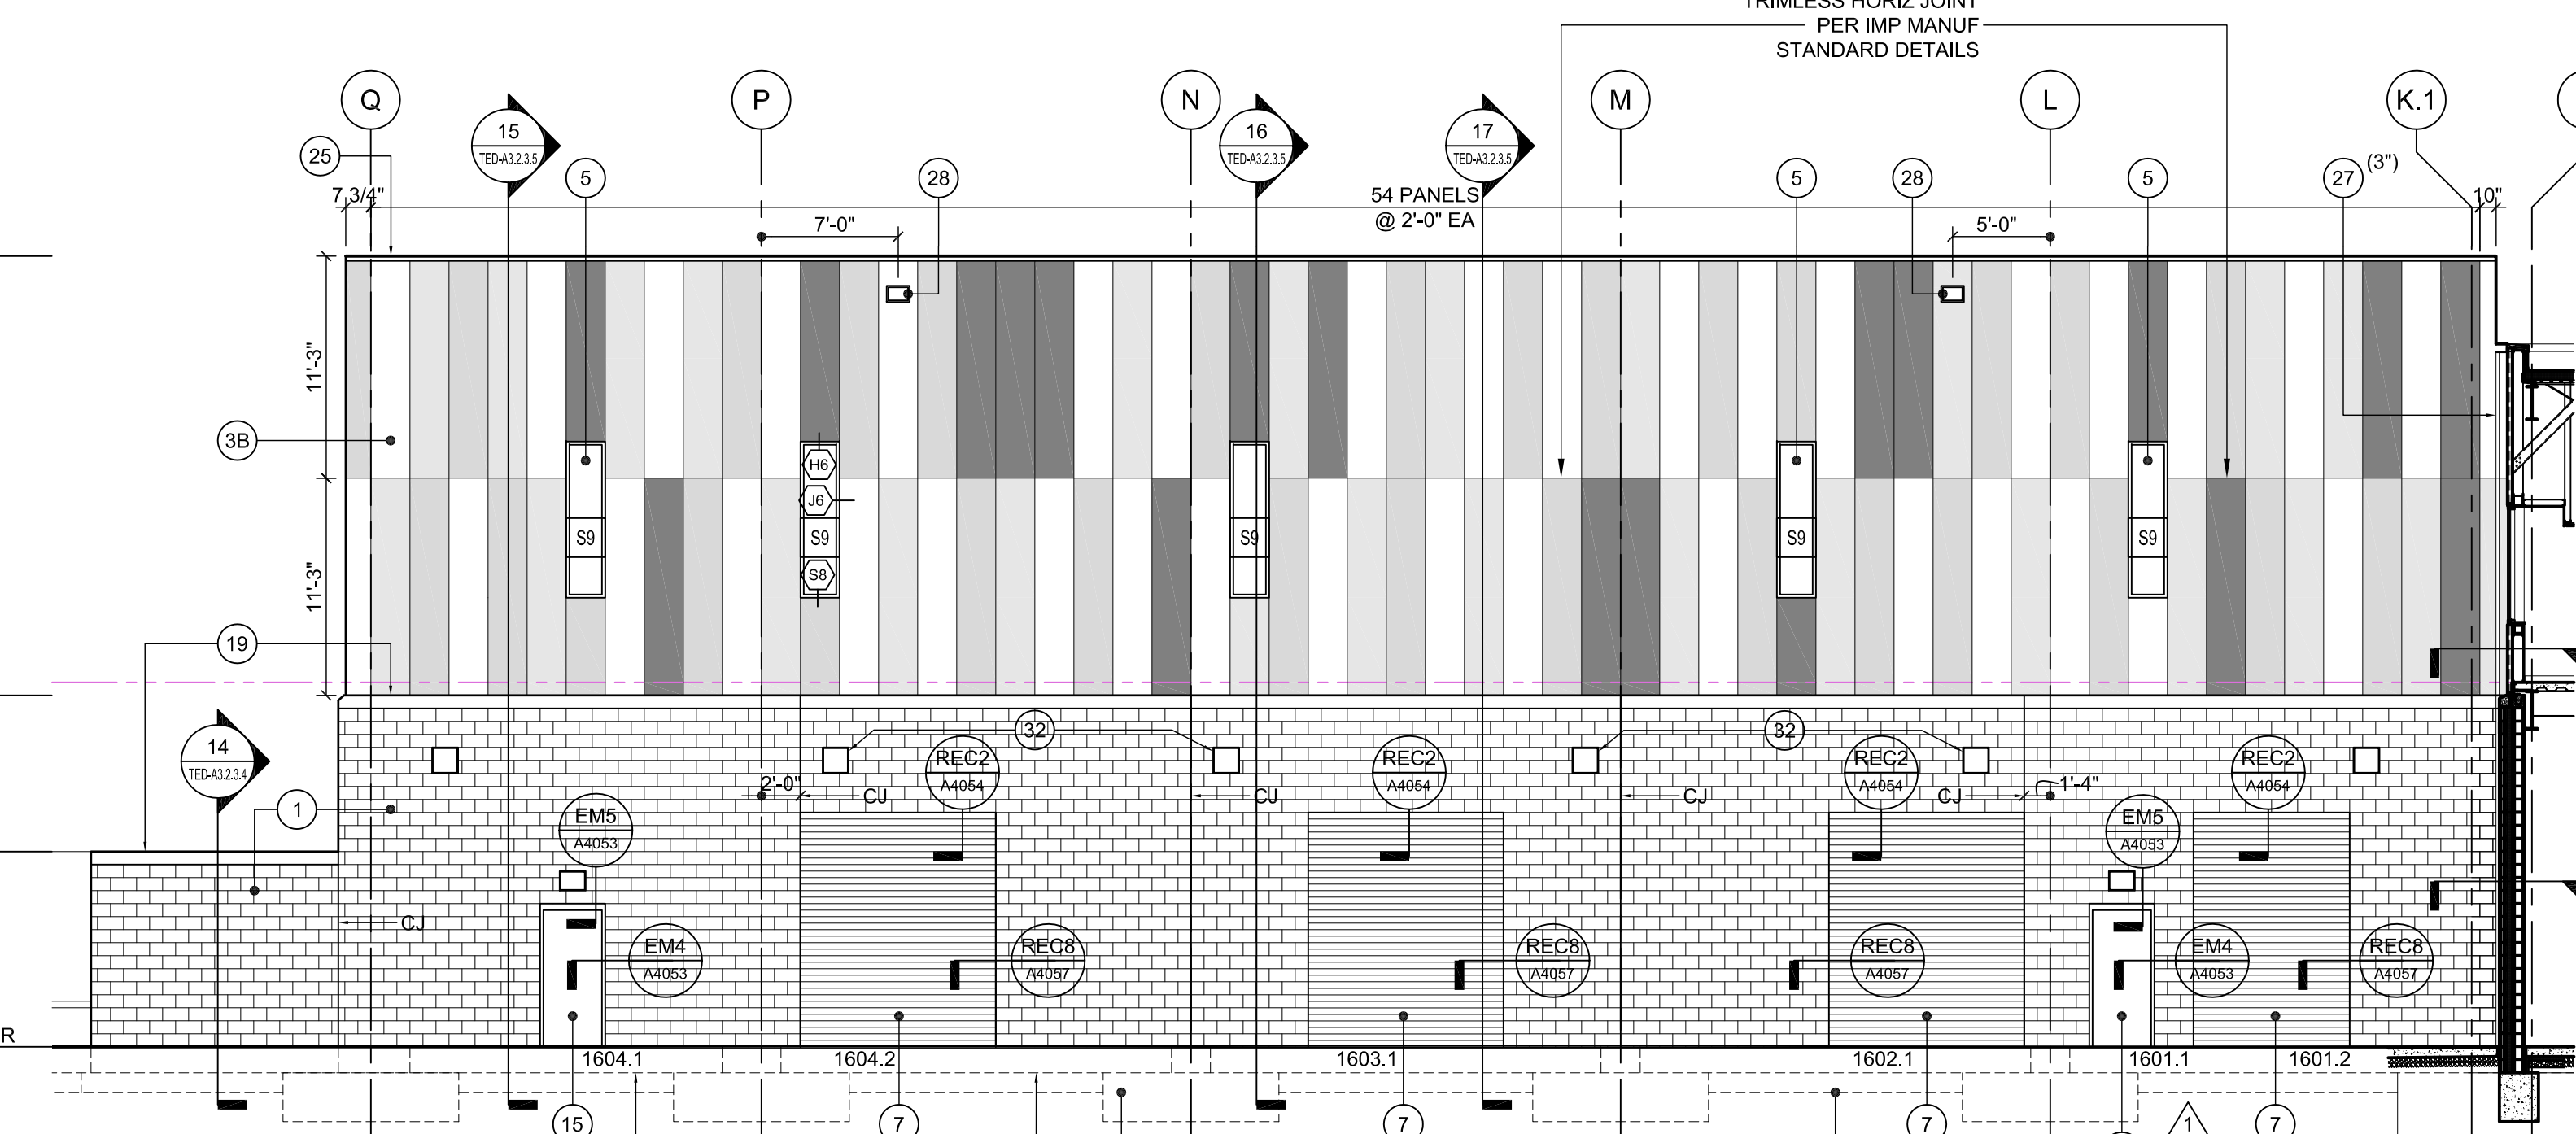 TRIMLESS HORIZ JOINT
PER IMP MANUF
STANDARD DETAILS
Q
P
N
M
L
K.1
15
TED-A3.2.3.5
16
TED-A3.2.3.5
17
TED-A3.2.3.5
25
5
28
5
28
5
27
(3")
7 3/4"
54 PANELS
@ 2'-0" EA
10"
7'-0"
5'-0"
11'-3"
3B
H6
J6
S9
S9
S8
S9
S9
S9
11'-3"
19
14
TED-A3.2.3.4
32
32
REC2
A4054
REC2
A4054
REC2
A4054
REC2
A4054
2'-0"
CJ
CJ
CJ
CJ
1'-4"
1
EM5
A4053
EM5
A4053
CJ
EM4
A4053
REC8
A4057
REC8
A4057
REC8
A4057
EM4
A4053
REC8
A4057
R
1604.1
1604.2
1603.1
1602.1
1601.1
1601.2
15
7
7
7
1
7